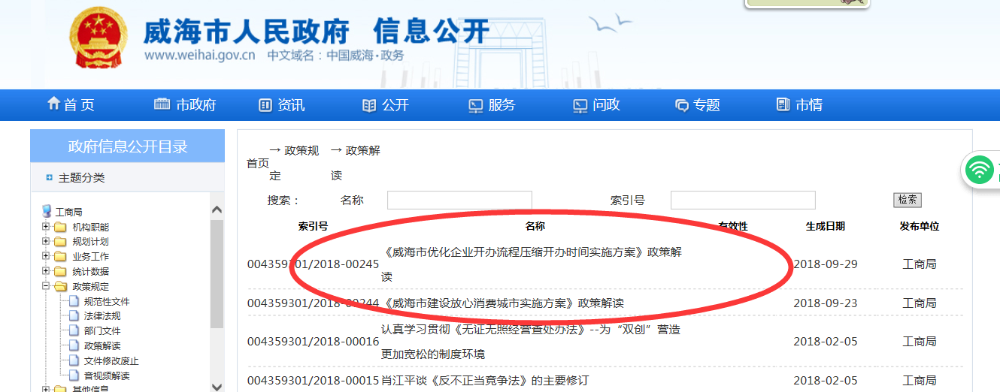 威海市人民政府 信息公开
www.weihai.gov.cn 中文域名：中国威海·政务
首页 市政府 资讯 公开 服务 问政 专题 市情
政府信息公开目录
主题分类
工商局
机构职能
规划计划
业务工作
统计数据
政策规定
规范性文件
法律法规
部门文件
政策解读
文件修改废止
音视频解读
其他信息
首页 → 政策规定 → 政策解读
搜索： 名称 索引号 检索
索引号 名称 有效性 生成日期 发布单位
004359301/2018-00245 《威海市优化企业开办流程压缩开办时间实施方案》政策解读 2018-09-29 工商局
004359301/2018-00244 《威海市建设放心消费城市实施方案》政策解读 2018-09-23 工商局
004359301/2018-00016 认真学习贯彻《无证无照经营查处办法》--为“双创”营造更加宽松的制度环境 2018-02-05 工商局
004359301/2018-00015 肖江平谈《反不正当竞争法》的主要修订 2018-02-05 工商局